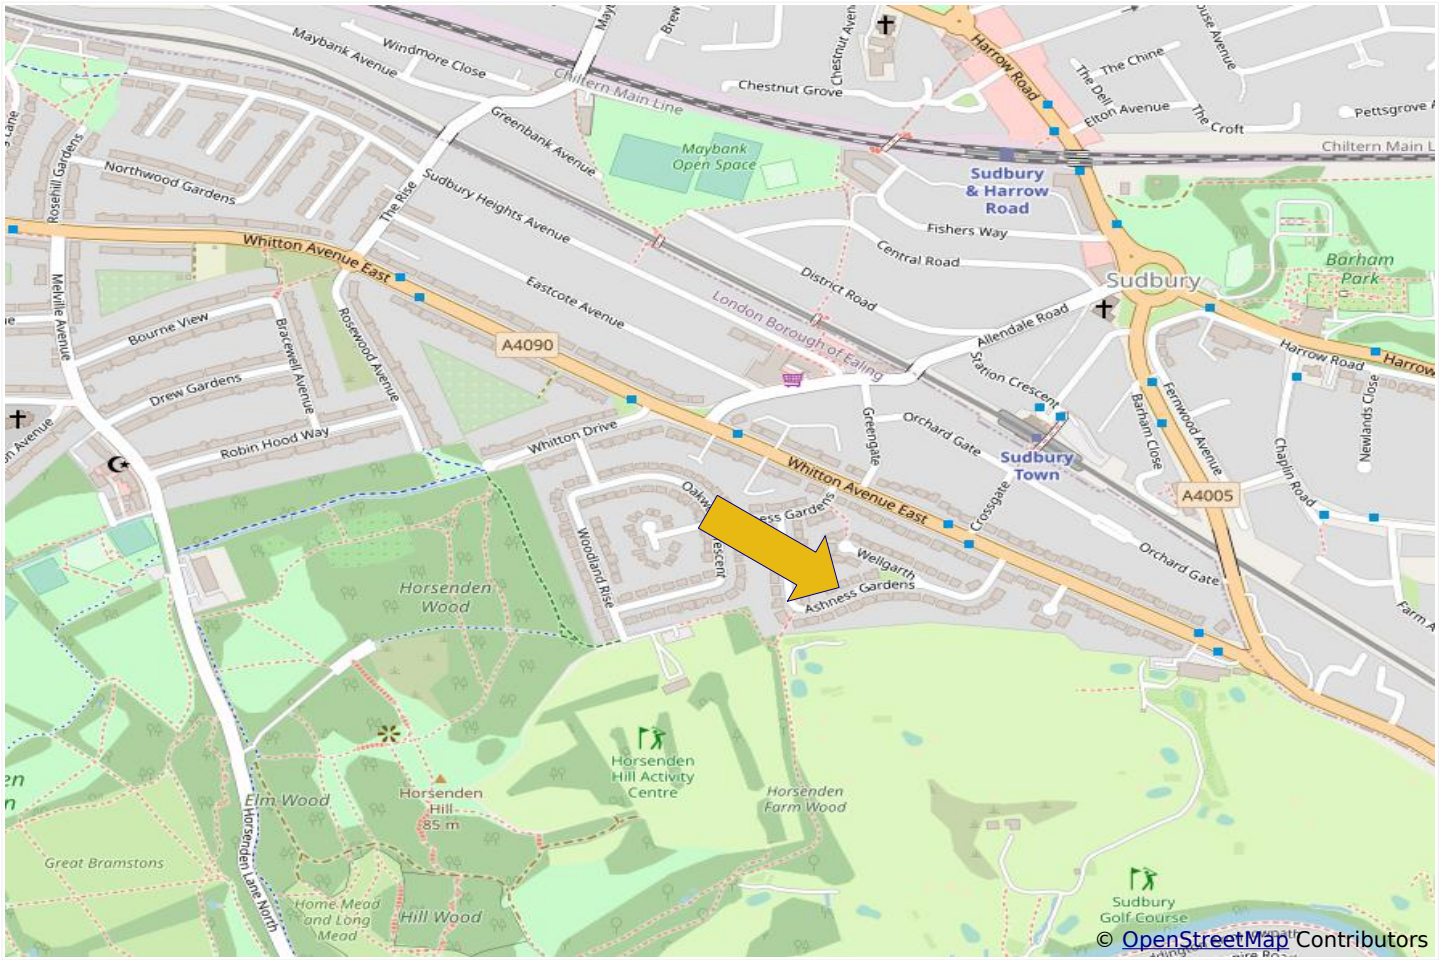 Maybank Avenue
Windmore Close
Harrow Road
The Chine
The Dell
Elton Avenue
The Croft
Pettsgrove A
Chiltern Main Line
Chestnut Grove
Chestnut Aven
Greenbank Avenue
Maybank
Open Space
Chiltern Main L
Sudbury
& Harrow
Road
Rosehill Gardens
Northwood Gardens
The Rise
Sudbury Heights Avenue
Fishers Way
Central Road
Whitton Avenue East
District Road
Sudbury
Barham
Park
Eastcote Avenue
London Borough of Ealing
Allendale Road
Melville Avenue
Bourne View
Bracewell Avenue
Rosewood Avenue
A4090
Drew Gardens
Station Crescent
Harrow Road
Harrow
Fernwood Avenue
Barham Close
Newlands Close
Chaplin Road
Greengate
Orchard Gate
Robin Hood Way
Whitton Drive
Sudbury
Town
Whitton Avenue East
A4005
Crossgate
Oakw
ess Gardens
escent
Woodland Rise
Wellgarth
Ashness Gardens
Orchard Gate
Farm A
Horsenden
Wood
Horsenden
Hill Activity
Centre
Horsenden
Farm Wood
Horsenden
Hill
85 m
Elm Wood
Great Bramstons
Horsenden Lane North
Home Mead
and Long
Mead
Hill Wood
Sudbury
Golf Course
© OpenStreetMap Contributors